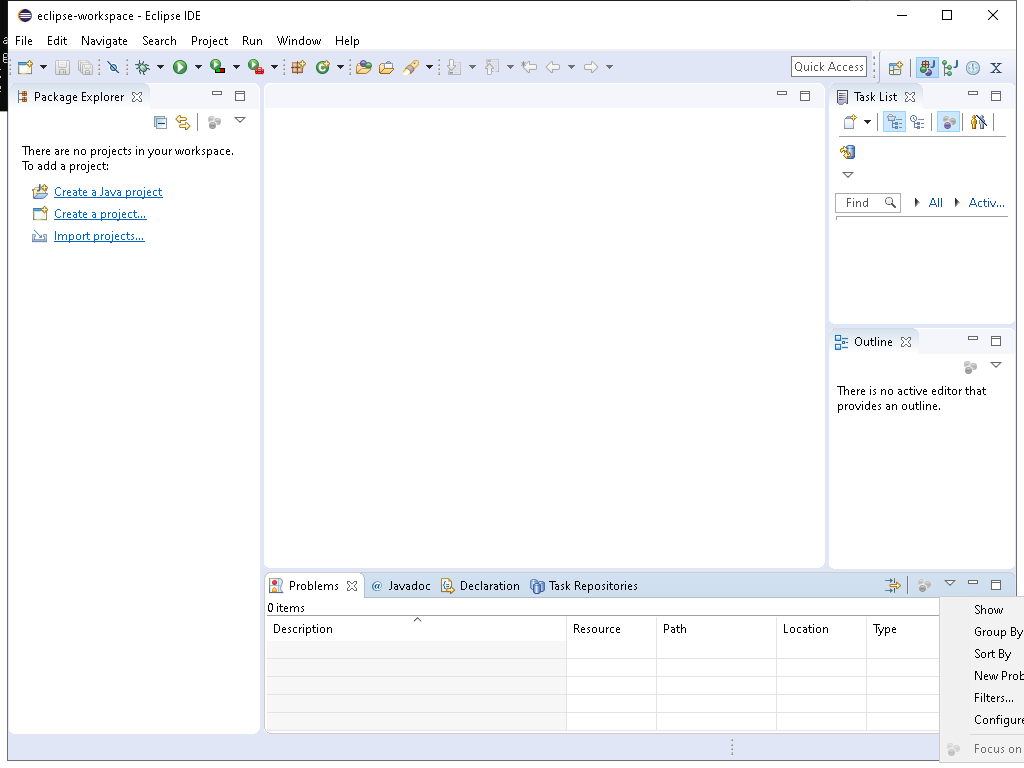 eclipse-workspace - Eclipse IDE
File Edit Navigate Search Project Run Window Help
Quick Access
Package Explorer
There are no projects in your workspace.
To add a project:
Create a Java project
Create a project...
Import projects...
Task List
Find All Activ...
Outline
There is no active editor that
provides an outline.
Problems @ Javadoc Declaration Task Repositories
0 items
Description Resource Path Location Type
Show
Group By
Sort By
New Prob
Filters...
Configure
Focus on